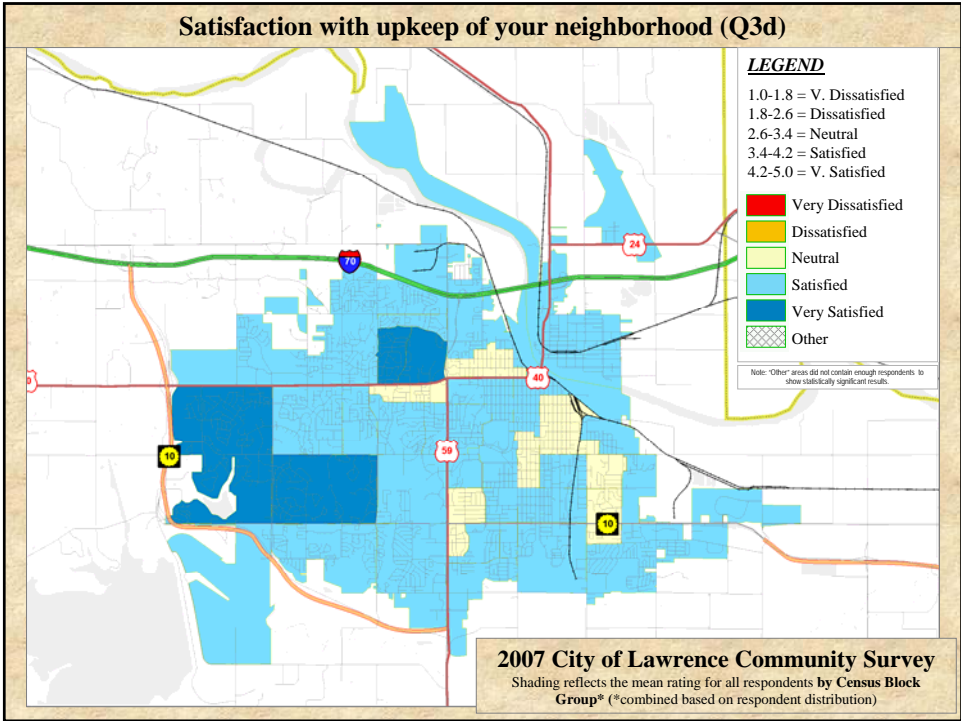 Satisfaction with upkeep of your neighborhood (Q3d)
LEGEND
1.0-1.8 = V. Dissatisfied
1.8-2.6 = Dissatisfied
2.6-3.4 = Neutral
3.4-4.2 = Satisfied
4.2-5.0 = V. Satisfied
Very Dissatisfied
Dissatisfied
Neutral
Satisfied
Very Satisfied
Other
Note: "Other" areas did not contain enough respondents to
show statistically significant results.
24
70
0
40
59
10
10
2007 City of Lawrence Community Survey
Shading reflects the mean rating for all respondents by Census Block
Group* (*combined based on respondent distribution)